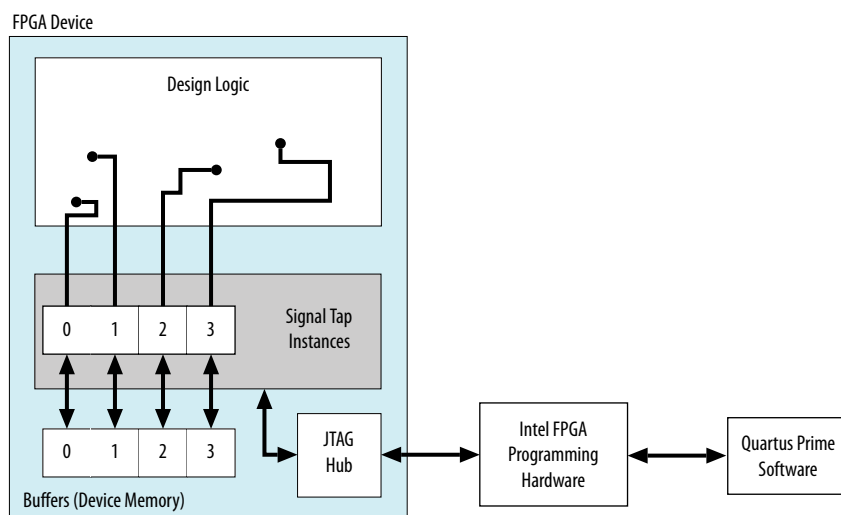 FPGA Device
Design Logic
0 1 2 3
Signal Tap
Instances
0 1 2 3
Buffers (Device Memory)
JTAG
Hub
Intel FPGA
Programming
Hardware
Quartus Prime
Software